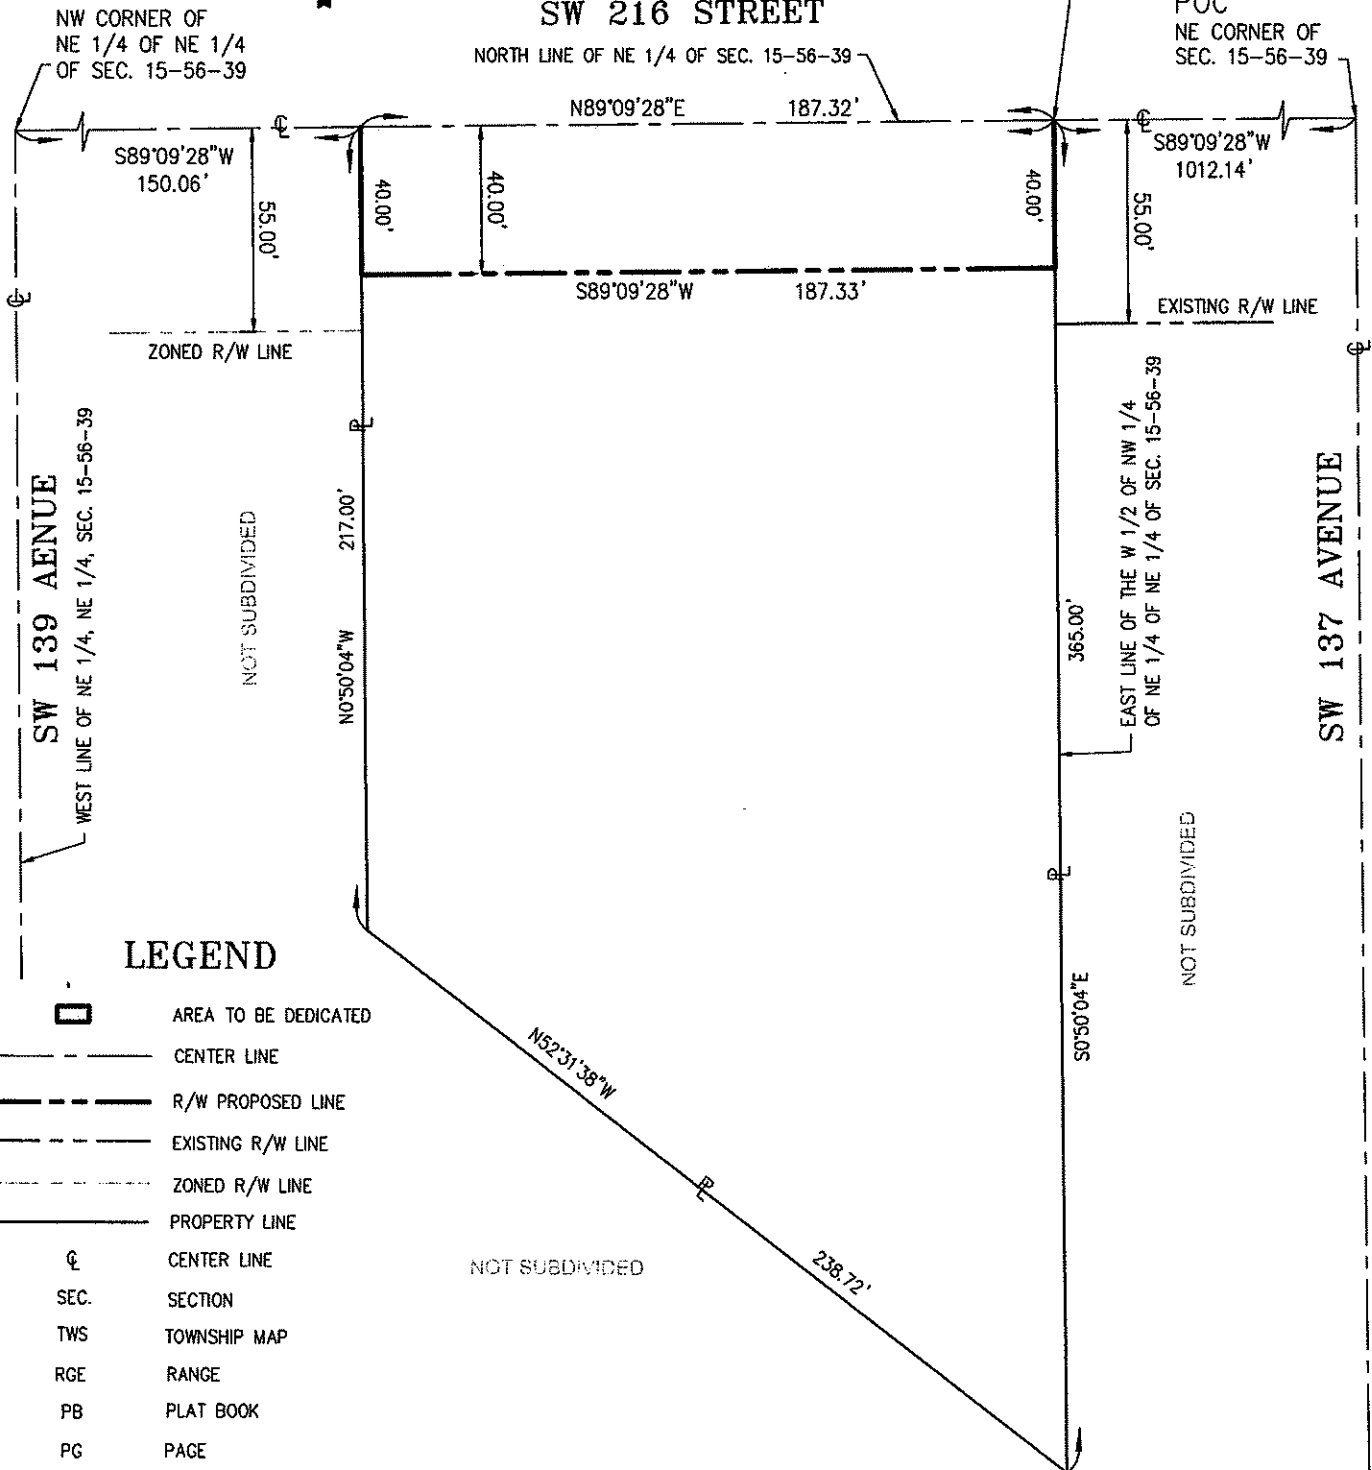 SW 216 STREET
NW CORNER OF
NE 1/4 OF NE 1/4
OF SEC. 15-56-39
NORTH LINE OF NE 1/4 OF SEC. 15-56-39
POC
NE CORNER OF
SEC. 15-56-39
N89°09'28"E 187.32'
S89°09'28"W
150.06'
S89°09'28"W
1012.14'
55.00'
40.00'
40.00'
40.00'
55.00'
S89°09'28"W 187.33'
ZONED R/W LINE
EXISTING R/W LINE
SW 139 AENUE
WEST LINE OF NE 1/4, NE 1/4, SEC. 15-56-39
NOT SUBDIVIDED
N0°50'04"W 217.00'
365.00'
S0°50'04"E
EAST LINE OF THE W 1/2 OF NW 1/4
OF NE 1/4 OF NE 1/4 OF SEC. 15-56-39
NOT SUBDIVIDED
SW 137 AVENUE
N52°31'38"W
238.72'
NOT SUBDIVIDED
LEGEND
AREA TO BE DEDICATED
CENTER LINE
R/W PROPOSED LINE
EXISTING R/W LINE
ZONED R/W LINE
PROPERTY LINE
℄ CENTER LINE
SEC. SECTION
TWS TOWNSHIP MAP
RGE RANGE
PB PLAT BOOK
PG PAGE